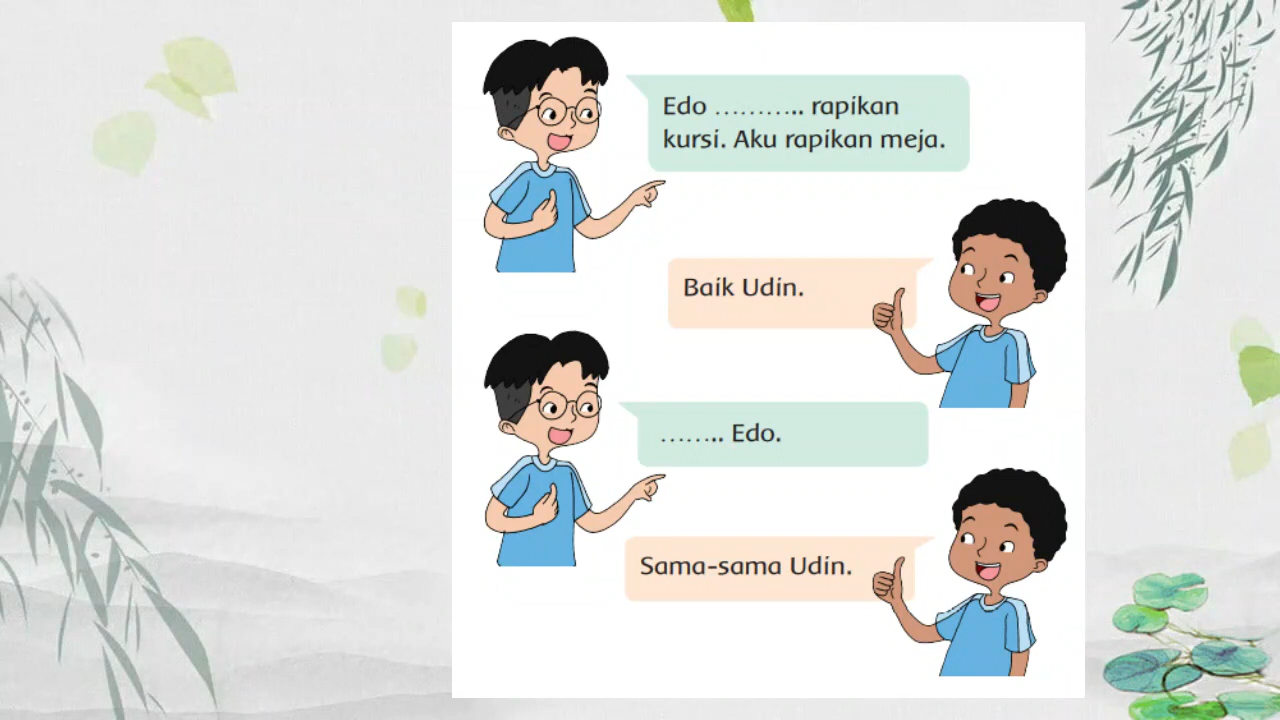 Edo ……….. rapikan
kursi. Aku rapikan meja.
Baik Udin.
…….. Edo.
Sama-sama Udin.